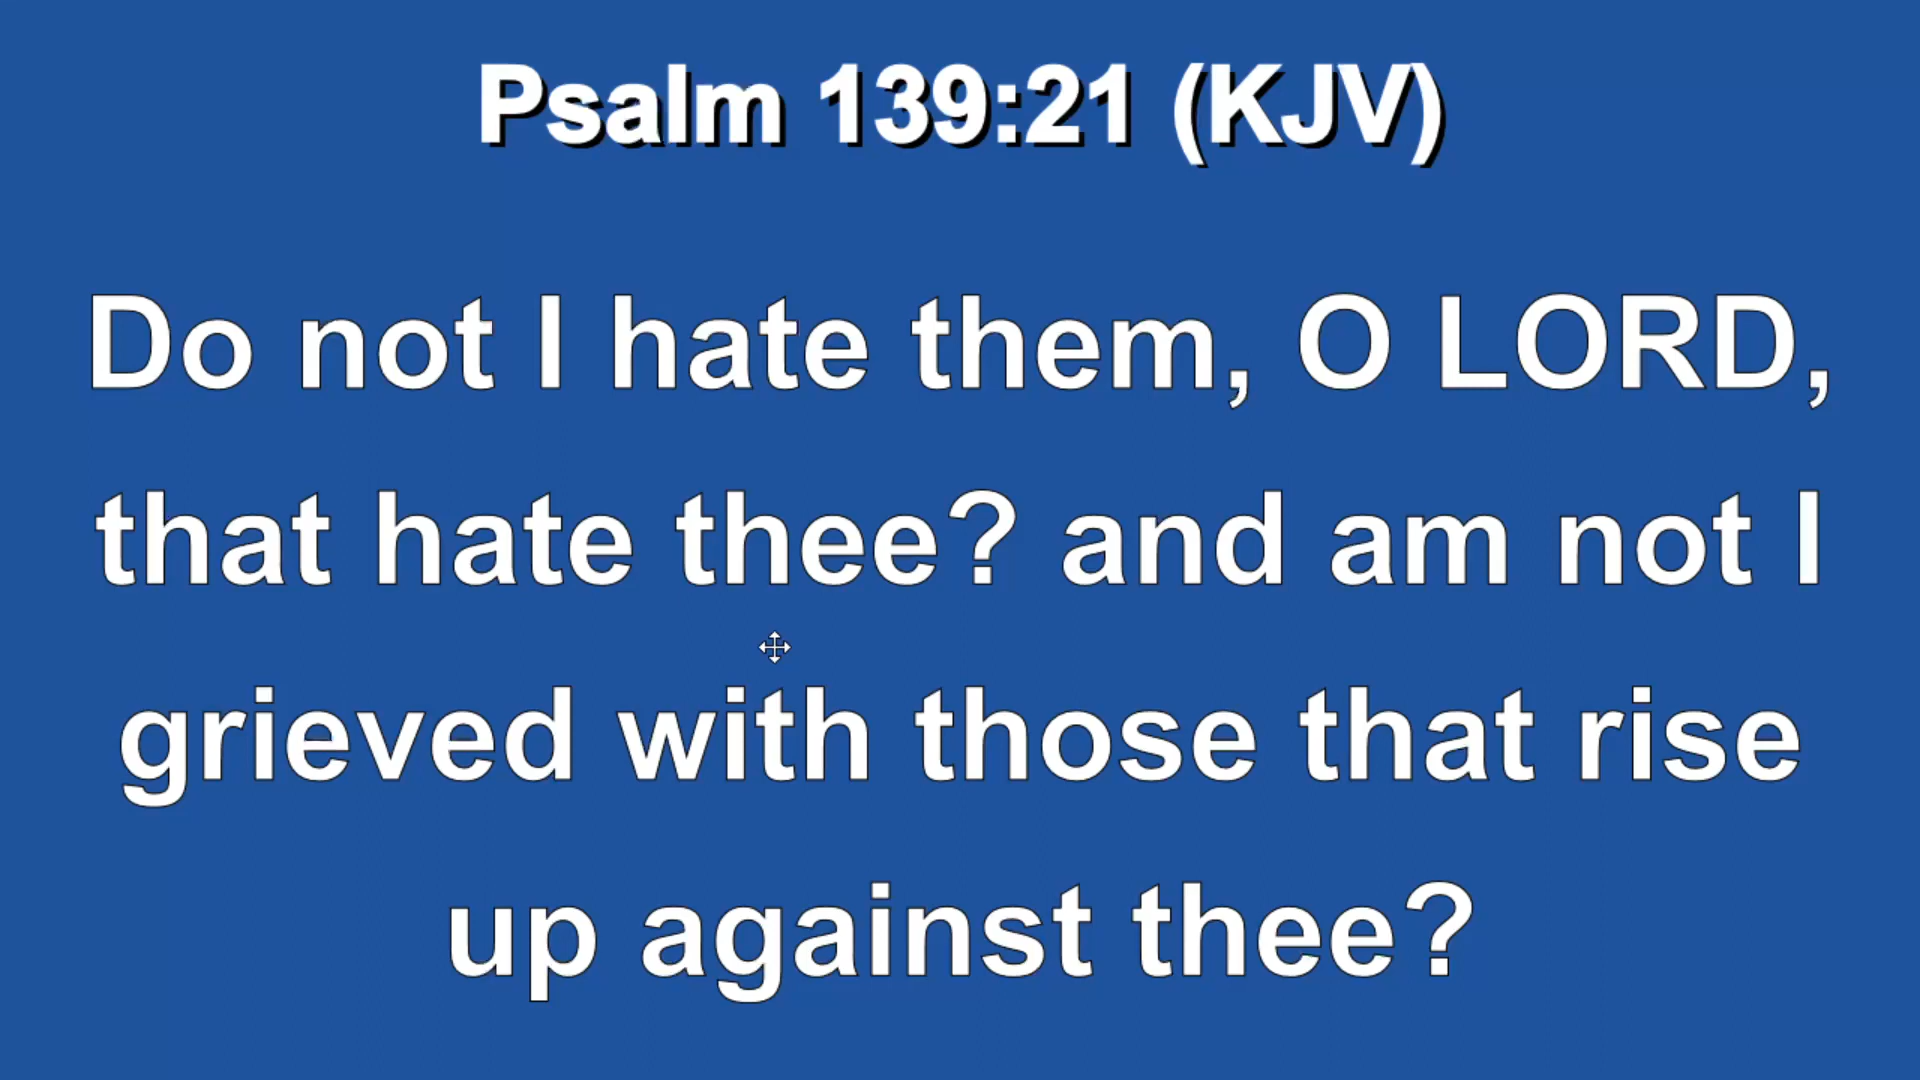 Psalm 139:21 (KJV)
Do not I hate them, O LORD,
that hate thee? and am not I
grieved with those that rise
up against thee?